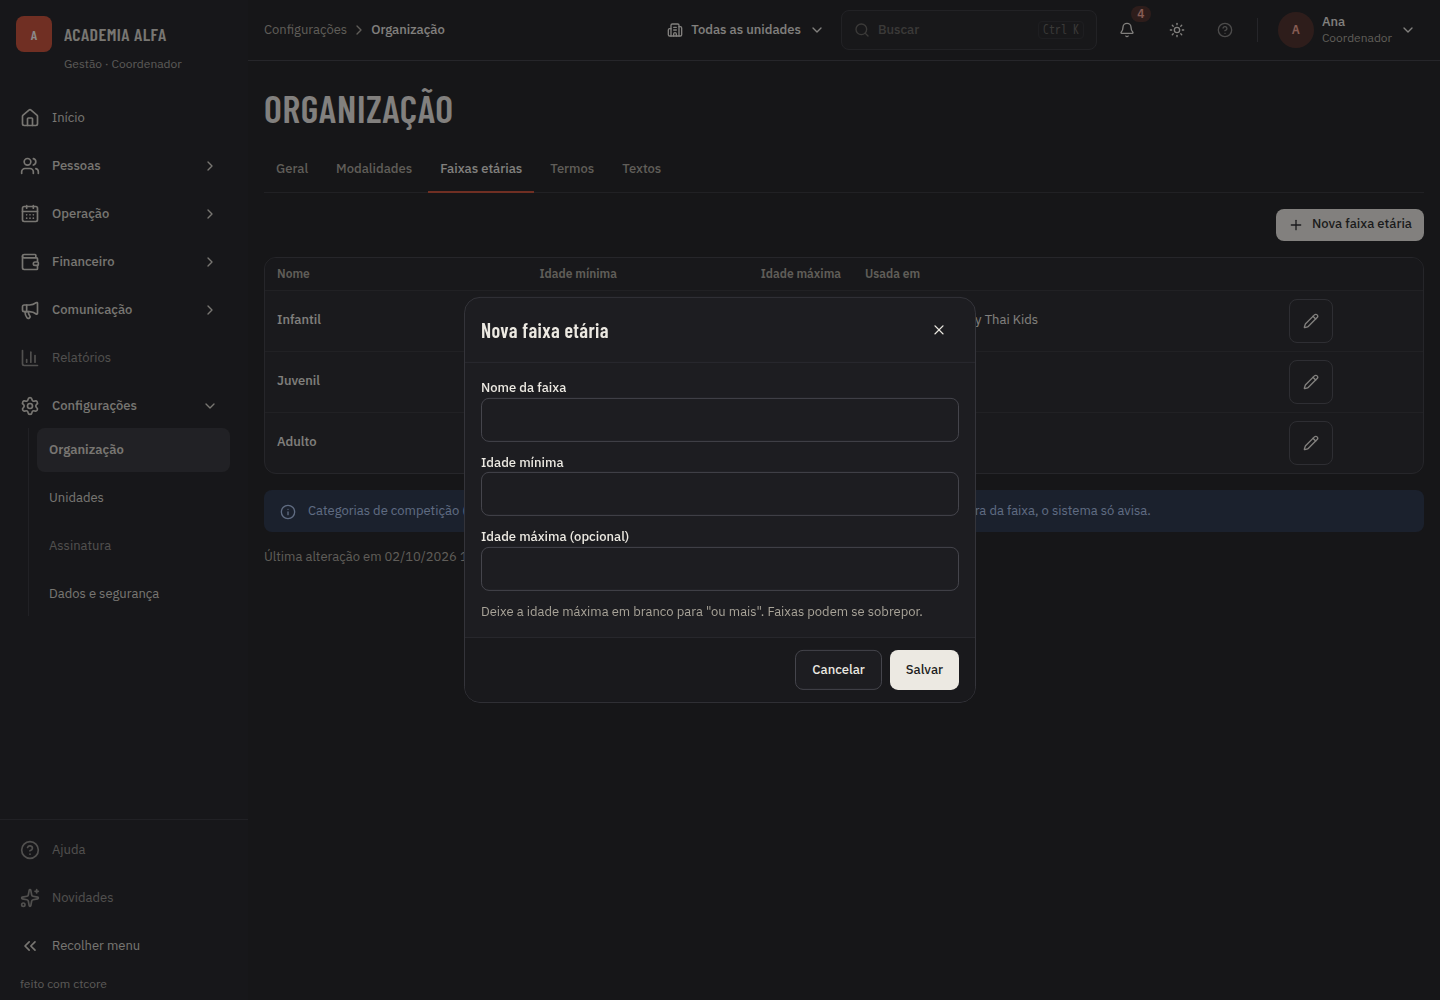 A
ACADEMIA ALFA
Gestão - Coordenador
Início
Pessoas
Operação
Financeiro
Comunicação
Relatórios
Configurações
Organização
Unidades
Assinatura
Dados e segurança
Ajuda
Novidades
Recolher menu
feito com ctcore
Configurações > Organização
Todas as unidades
Buscar
Ctrl K
4
A
Ana
Coordenador
ORGANIZAÇÃO
Geral
Modalidades
Faixas etárias
Termos
Textos
Nova faixa etária
Nome
Idade mínima
Idade máxima
Usada em
Infantil
Thai Kids
Juvenil
Adulto
Categorias de competição
da faixa, o sistema só avisa.
Última alteração em 02/10/2026
Nova faixa etária
Nome da faixa
Idade mínima
Idade máxima (opcional)
Deixe a idade máxima em branco para "ou mais". Faixas podem se sobrepor.
Cancelar
Salvar